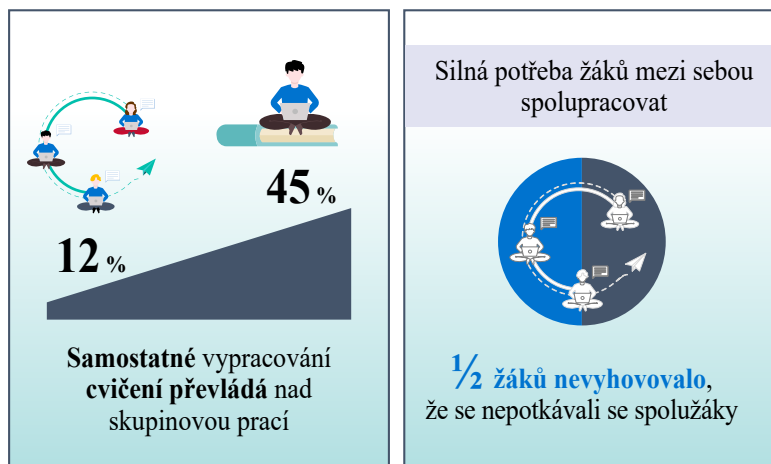 45 %
12 %
Samostatné vypracování
cvičení převládá nad
skupinovou prací
Silná potřeba žáků mezi sebou
spolupracovat
½ žáků nevyhovovalo,
že se nepotkávali se spolužáky